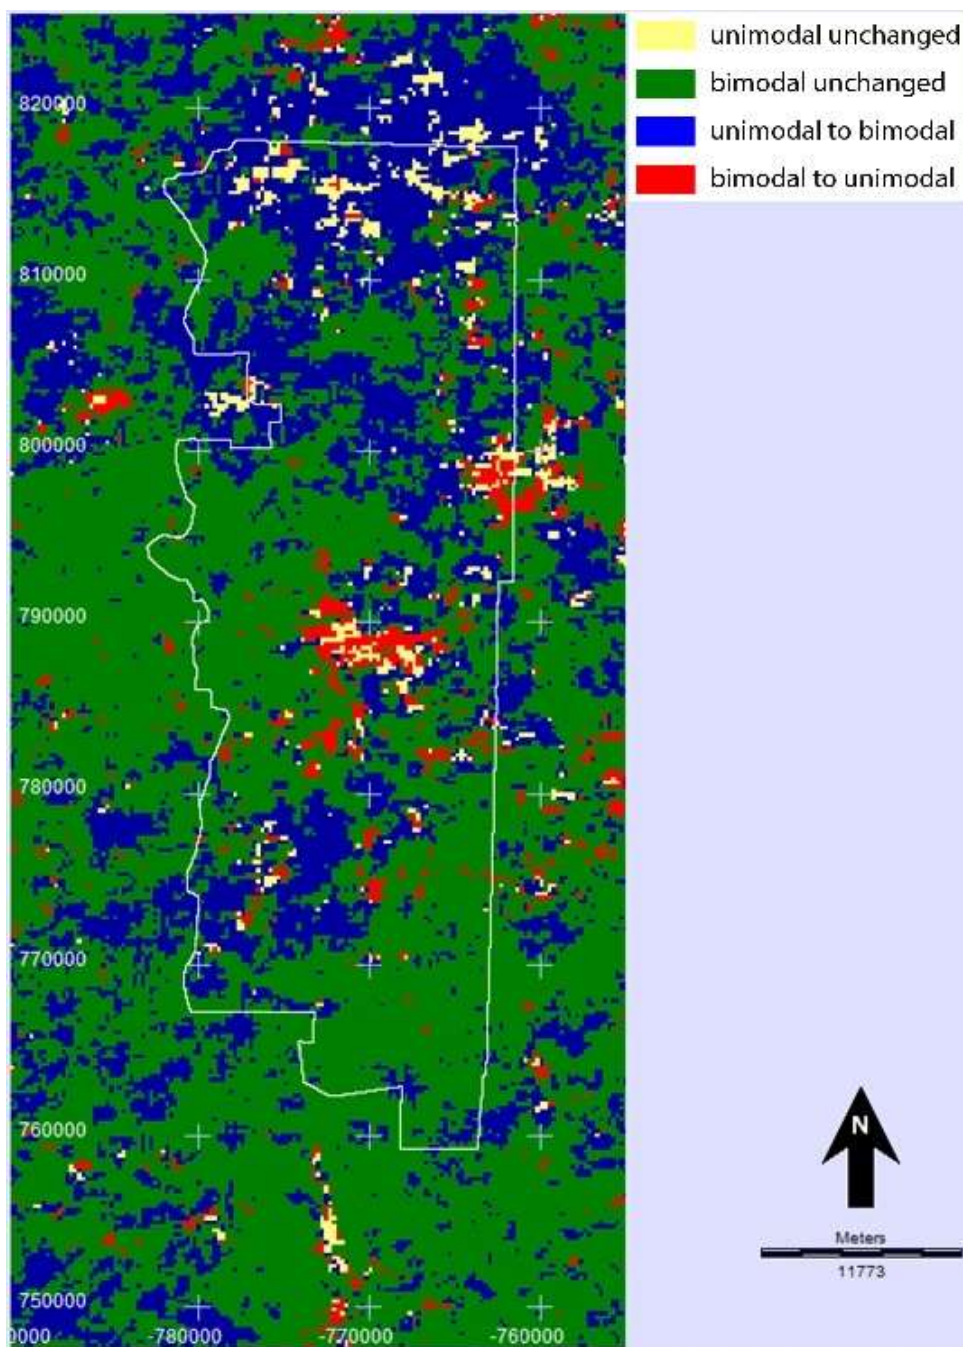 unimodal unchanged
bimodal unchanged
unimodal to bimodal
bimodal to unimodal
820000
810000
800000
790000
780000
770000
760000
750000
0000
-780000
-770000
-760000
N
Meters
11773